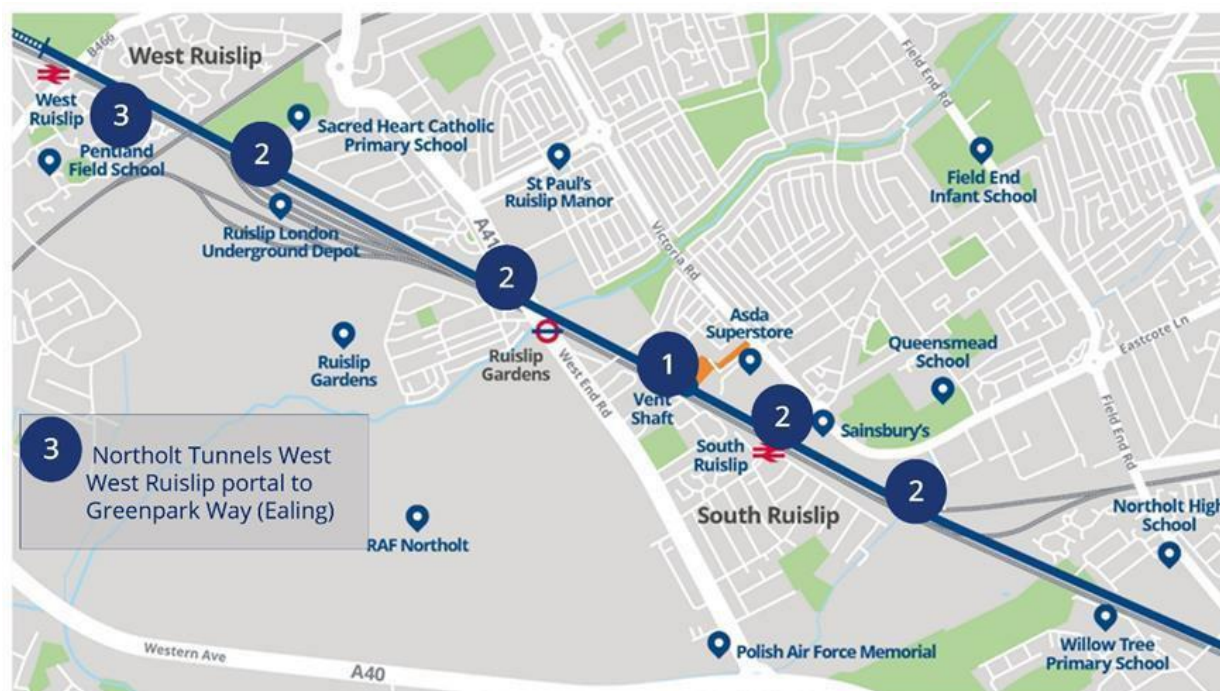 B466
West Ruislip
West
Ruislip
3
Pentland
Field School
2
Sacred Heart Catholic
Primary School
Ruislip London
Underground Depot
St Paul's
Ruislip Manor
Field End Rd
Field End
Infant School
A41
2
Victoria Rd
Asda
Superstore
Ruislip
Gardens
Ruislip
Gardens
West End Rd
1
Vent
Shaft
2
South
Ruislip
Sainsbury's
Queensmead
School
Eastcote Ln
Field End Rd
3
Northolt Tunnels West
West Ruislip portal to
Greenpark Way (Ealing)
RAF Northolt
South Ruislip
2
Northolt High
School
Western Ave
A40
Polish Air Force Memorial
Willow Tree
Primary School